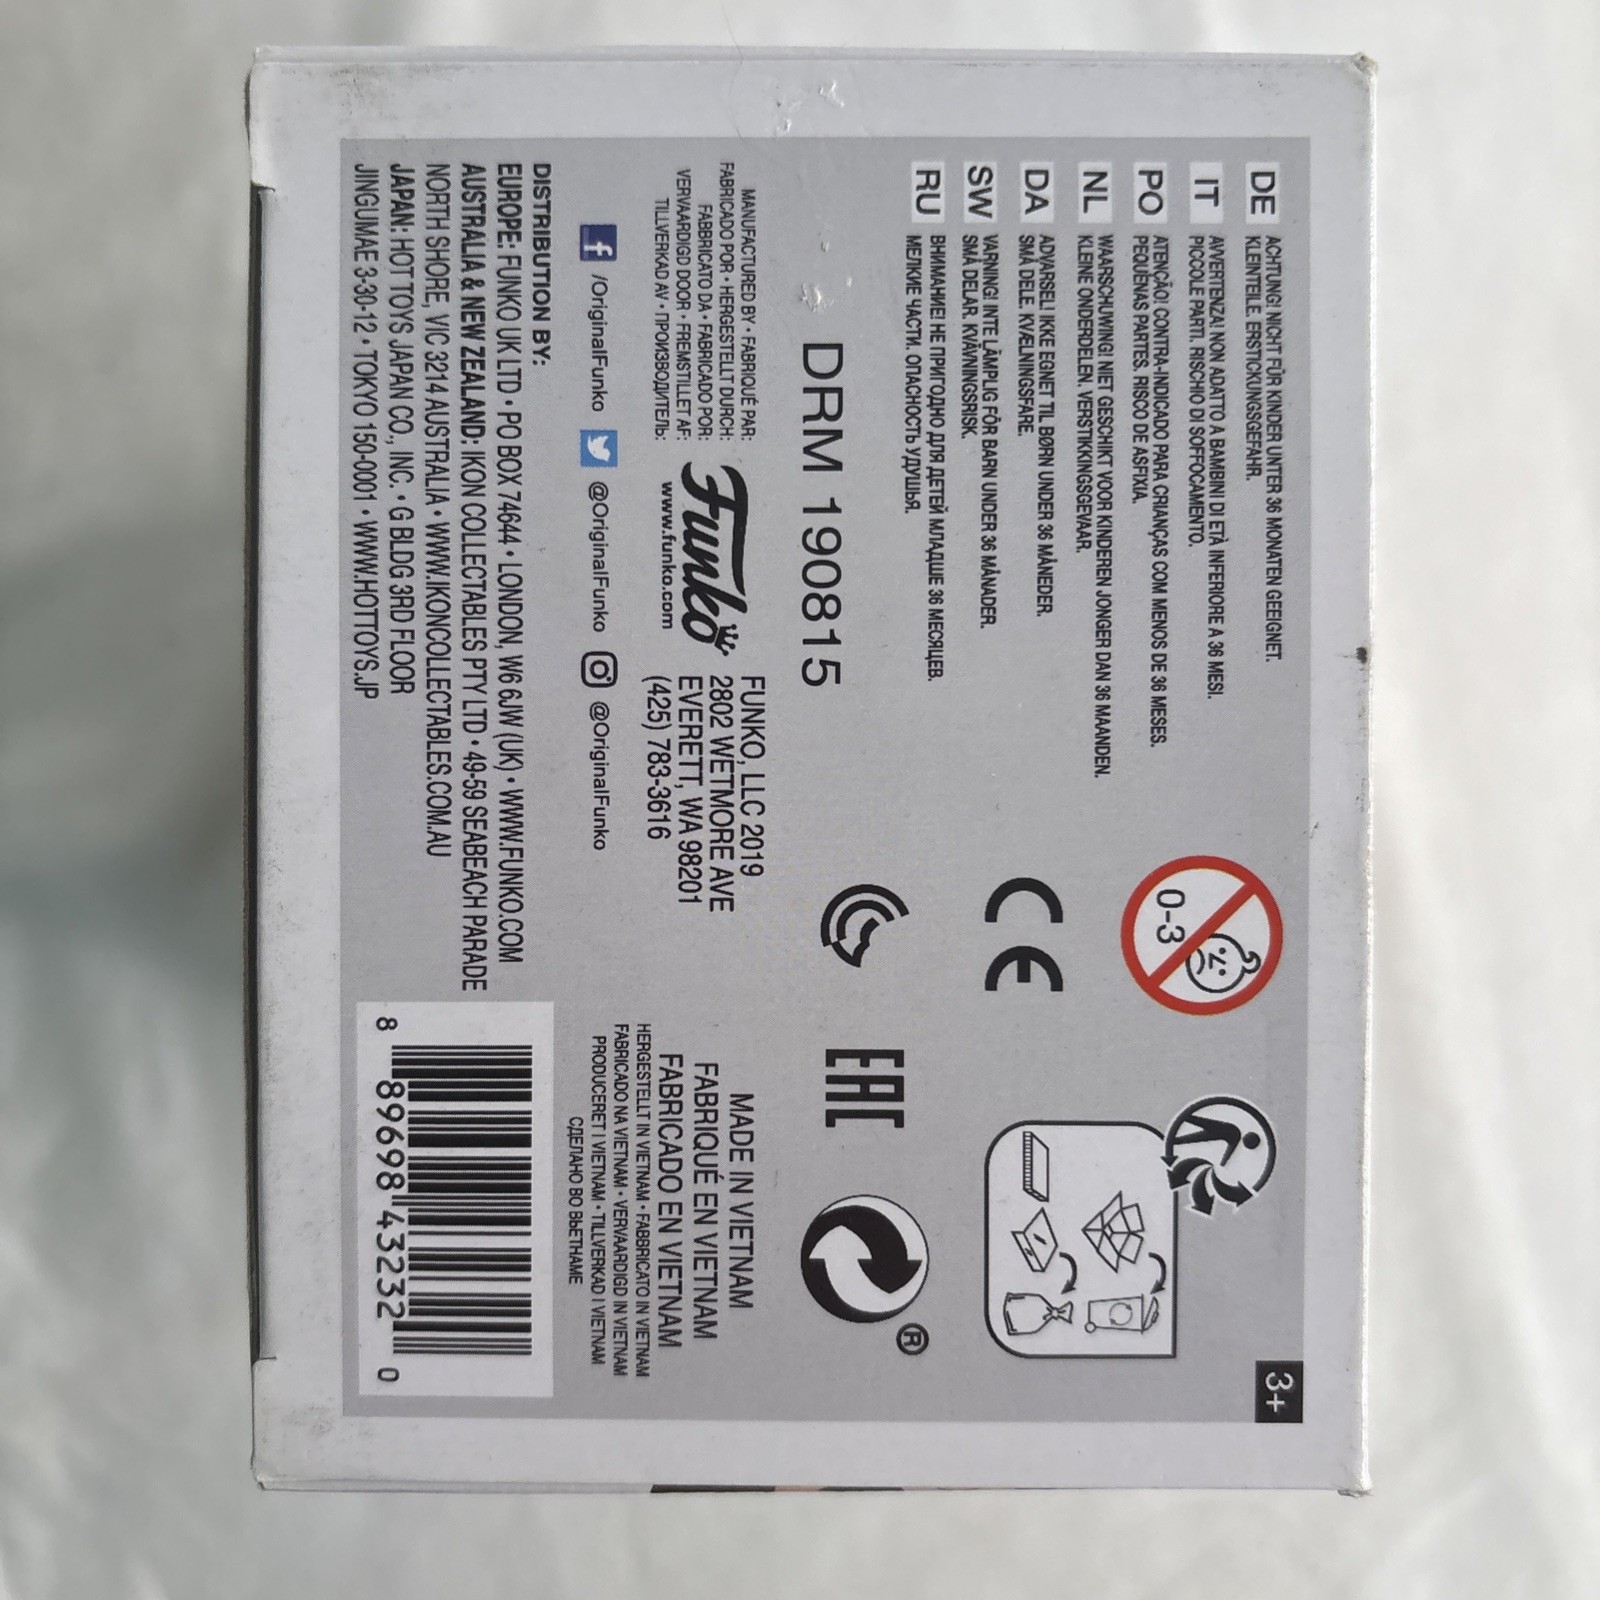 3+
DE ACHTUNG! NICHT FÜR KINDER UNTER 36 MONATEN GEEIGNET.
KLEINTEILE. ERSTICKUNGSGEFAHR.
IT AVVERTENZA! NON ADATTO A BAMBINI DI ETÀ INFERIORE A 36 MESI.
PICCOLE PARTI. RISCHIO DI SOFFOCAMENTO.
PO ATENÇÃO! CONTRA-INDICADO PARA CRIANÇAS COM MENOS DE 36 MESES.
PEQUENAS PARTES. RISCO DE ASFIXIA.
NL WAARSCHUWING! NIET GESCHIKT VOOR KINDEREN JONGER DAN 36 MAANDEN.
KLEINE ONDERDELEN. VERSTIKKINGSGEVAAR.
DA ADVARSEL! IKKE EGNET TIL BØRN UNDER 36 MÅNEDER.
SMÅ DELE. KVÆLNINGSFARE.
SW VARNING! INTE LÄMPLIG FÖR BARN UNDER 36 MÅNADER.
SMÅ DELAR. KVÄVNINGSRISK.
RU ВНИМАНИЕ! НЕ ПРИГОДНО ДЛЯ ДЕТЕЙ МЛАДШЕ 36 МЕСЯЦЕВ.
МЕЛКИЕ ЧАСТИ. ОПАСНОСТЬ УДУШЬЯ.
0-3
CE
EAC
®
DRM 190815
MANUFACTURED BY • FABRIQUÉ PAR:
FABRICADO POR • HERGESTELLT DURCH:
FABBRICATO DA • FABRICADO POR:
VERVAARDIGD DOOR • FREMSTILLET AF:
TILLVERKAD AV • ПРОИЗВОДИТЕЛЬ:
Funko
www.funko.com
FUNKO, LLC 2019
2802 WETMORE AVE
EVERETT, WA 98201
(425) 783-3616
MADE IN VIETNAM
FABRIQUÉ EN VIETNAM
FABRICADO EN VIETNAM
HERGESTELLT IN VIETNAM • FABBRICATO IN VIETNAM
FABRICADO NA VIETNAM • VERVAARDIGD IN VIETNAM
PRODUCERET I VIETNAM • TILLVERKAD I VIETNAM
СДЕЛАНО ВО ВЬЕТНАМЕ
f /OriginalFunko @OriginalFunko @OriginalFunko
DISTRIBUTION BY:
EUROPE: FUNKO UK LTD • PO BOX 74644 • LONDON, W6 6JW (UK) • WWW.FUNKO.COM
AUSTRALIA & NEW ZEALAND: IKON COLLECTABLES PTY LTD • 49-59 SEABEACH PARADE
NORTH SHORE, VIC 3214 AUSTRALIA • WWW.IKONCOLLECTABLES.COM.AU
JAPAN: HOT TOYS JAPAN CO., INC. • G BLDG 3RD FLOOR
JINGUMAE 3-30-12 • TOKYO 150-0001 • WWW.HOTTOYS.JP
8 89698 43232 0